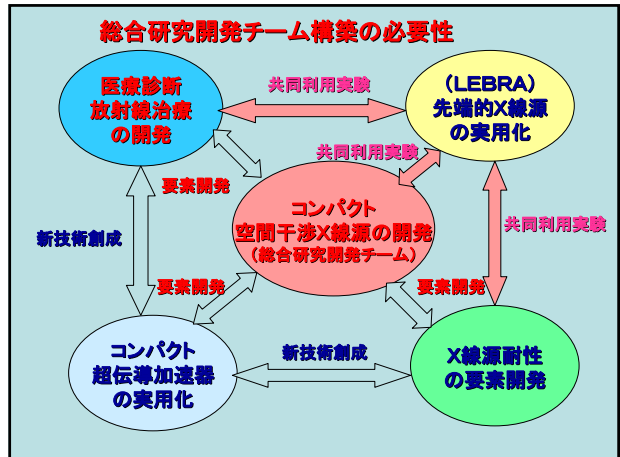 総合研究開発チーム構築の必要性
医療診断
放射線治療
の開発
共同利用実験
(LEBRA)
先端的X線源
の実用化
共同利用実験
要素開発
コンパクト
空間干渉X線源の開発
(総合研究開発チーム)
新技術創成
共同利用実験
要素開発
要素開発
コンパクト
超伝導加速器
の実用化
新技術創成
X線源耐性
の要素開発